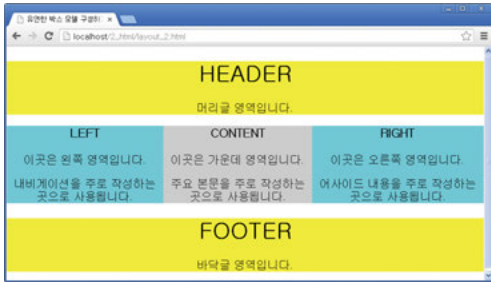 유연한 박스 모델 구성하
localhost/2_html/layout_2.html
HEADER
머리글 영역입니다.
LEFT
이곳은 왼쪽 영역입니다.
내비게이션을 주로 작성하는
곳으로 사용됩니다.
CONTENT
이곳은 가운데 영역입니다.
주요 본문을 주로 작성하는
곳으로 사용됩니다.
RIGHT
이곳은 오른쪽 영역입니다.
어사이드 내용을 주로 작성하는
곳으로 사용됩니다.
FOOTER
바닥글 영역입니다.